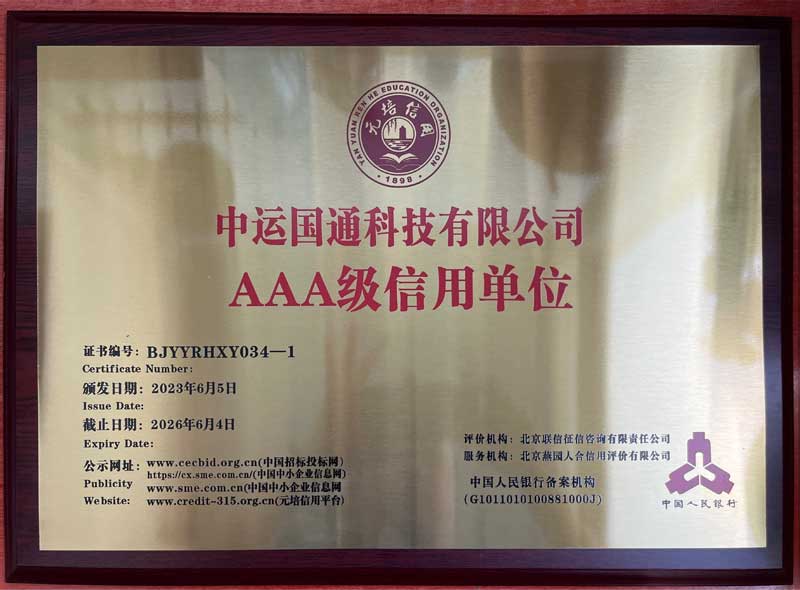 YAN YUAN REN HE EDUCATION ORGANIZATION
元培信用
·1898·
中运国通科技有限公司
AAA级信用单位
证书编号: BJYYRHXY034—1
Certificate Number:
颁发日期: 2023年6月5日
Issue Date:
截止日期: 2026年6月4日
Expiry Date:
公示网址: www.cecbid.org.cn(中国招标投标网)
https://cx.sme.com.cn/(中国中小企业信息网)
Publicity www.sme.com.cn(中国中小企业信息网
Website: www.credit-315.org.cn(元培信用平台)
评价机构: 北京联信征信咨询有限责任公司
服务机构: 北京燕园人合信用评价有限公司
中国人民银行备案机构
(G1011010100881000J)
中国人民银行